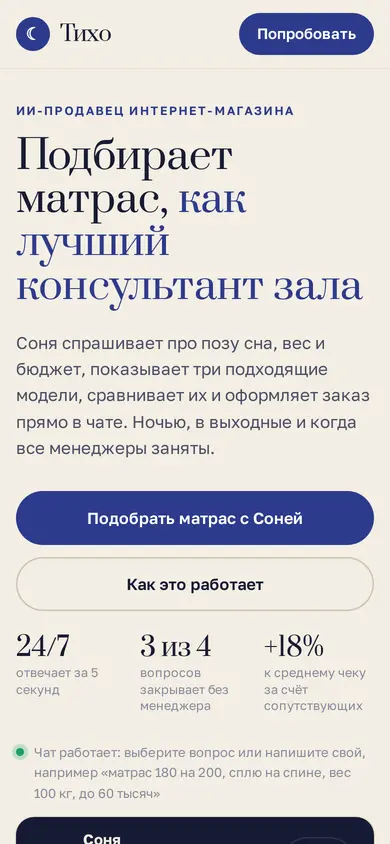 Тихо
Попробовать
ИИ-ПРОДАВЕЦ ИНТЕРНЕТ-МАГАЗИНА
Подбирает
матрас, как
лучший
консультант зала
Соня спрашивает про позу сна, вес и
бюджет, показывает три подходящие
модели, сравнивает их и оформляет заказ
прямо в чате. Ночью, в выходные и когда
все менеджеры заняты.
Подобрать матрас с Соней
Как это работает
24/7
отвечает за 5
секунд
3 из 4
вопросов
закрывает без
менеджера
+18%
к среднему чеку
за счёт
сопутствующих
Чат работает: выберите вопрос или напишите свой,
например «матрас 180 на 200, сплю на спине, вес
100 кг, до 60 тысяч»
Соня